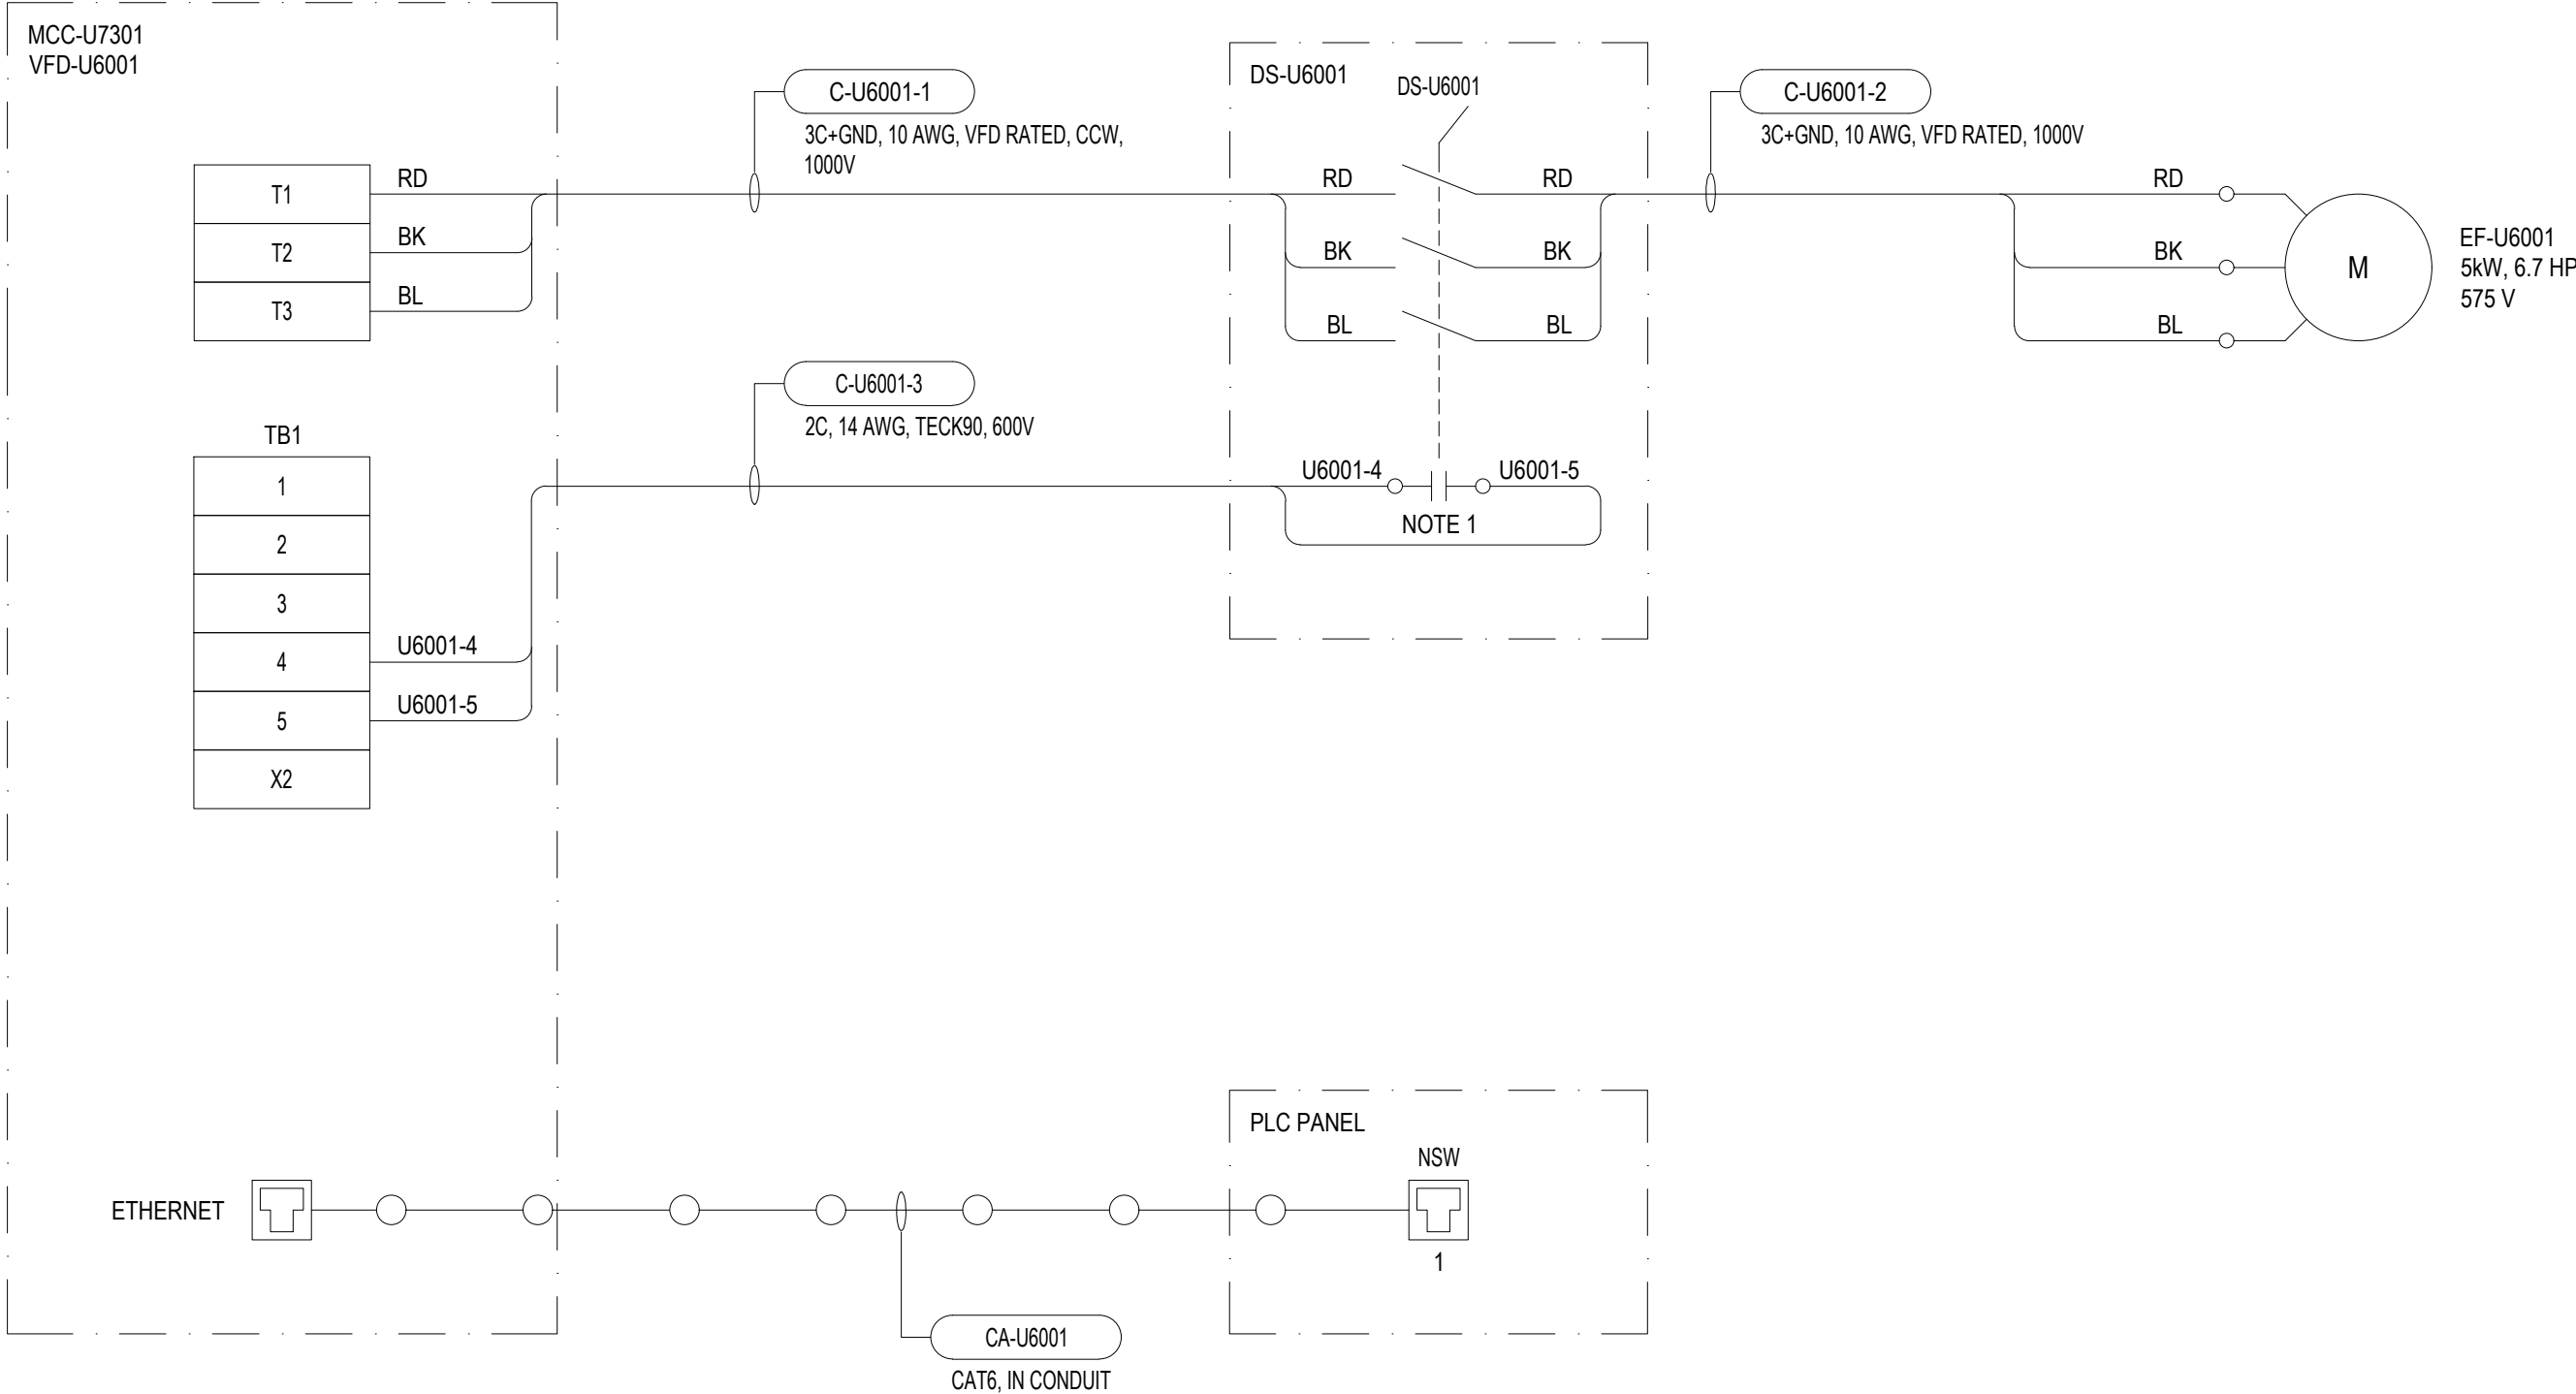 MCC-U7301
VFD-U6001
C-U6001-1
3C+GND, 10 AWG, VFD RATED, CCW,
1000V
DS-U6001
DS-U6001
C-U6001-2
3C+GND, 10 AWG, VFD RATED, 1000V
T1
RD
RD
RD
RD
T2
BK
BK
BK
BK
T3
BL
BL
BL
BL
M
EF-U6001
5kW, 6.7 HP
575 V
C-U6001-3
2C, 14 AWG, TECK90, 600V
TB1
1
2
3
4
U6001-4
5
U6001-5
X2
U6001-4
U6001-5
NOTE 1
PLC PANEL
NSW
1
ETHERNET
CA-U6001
CAT6, IN CONDUIT